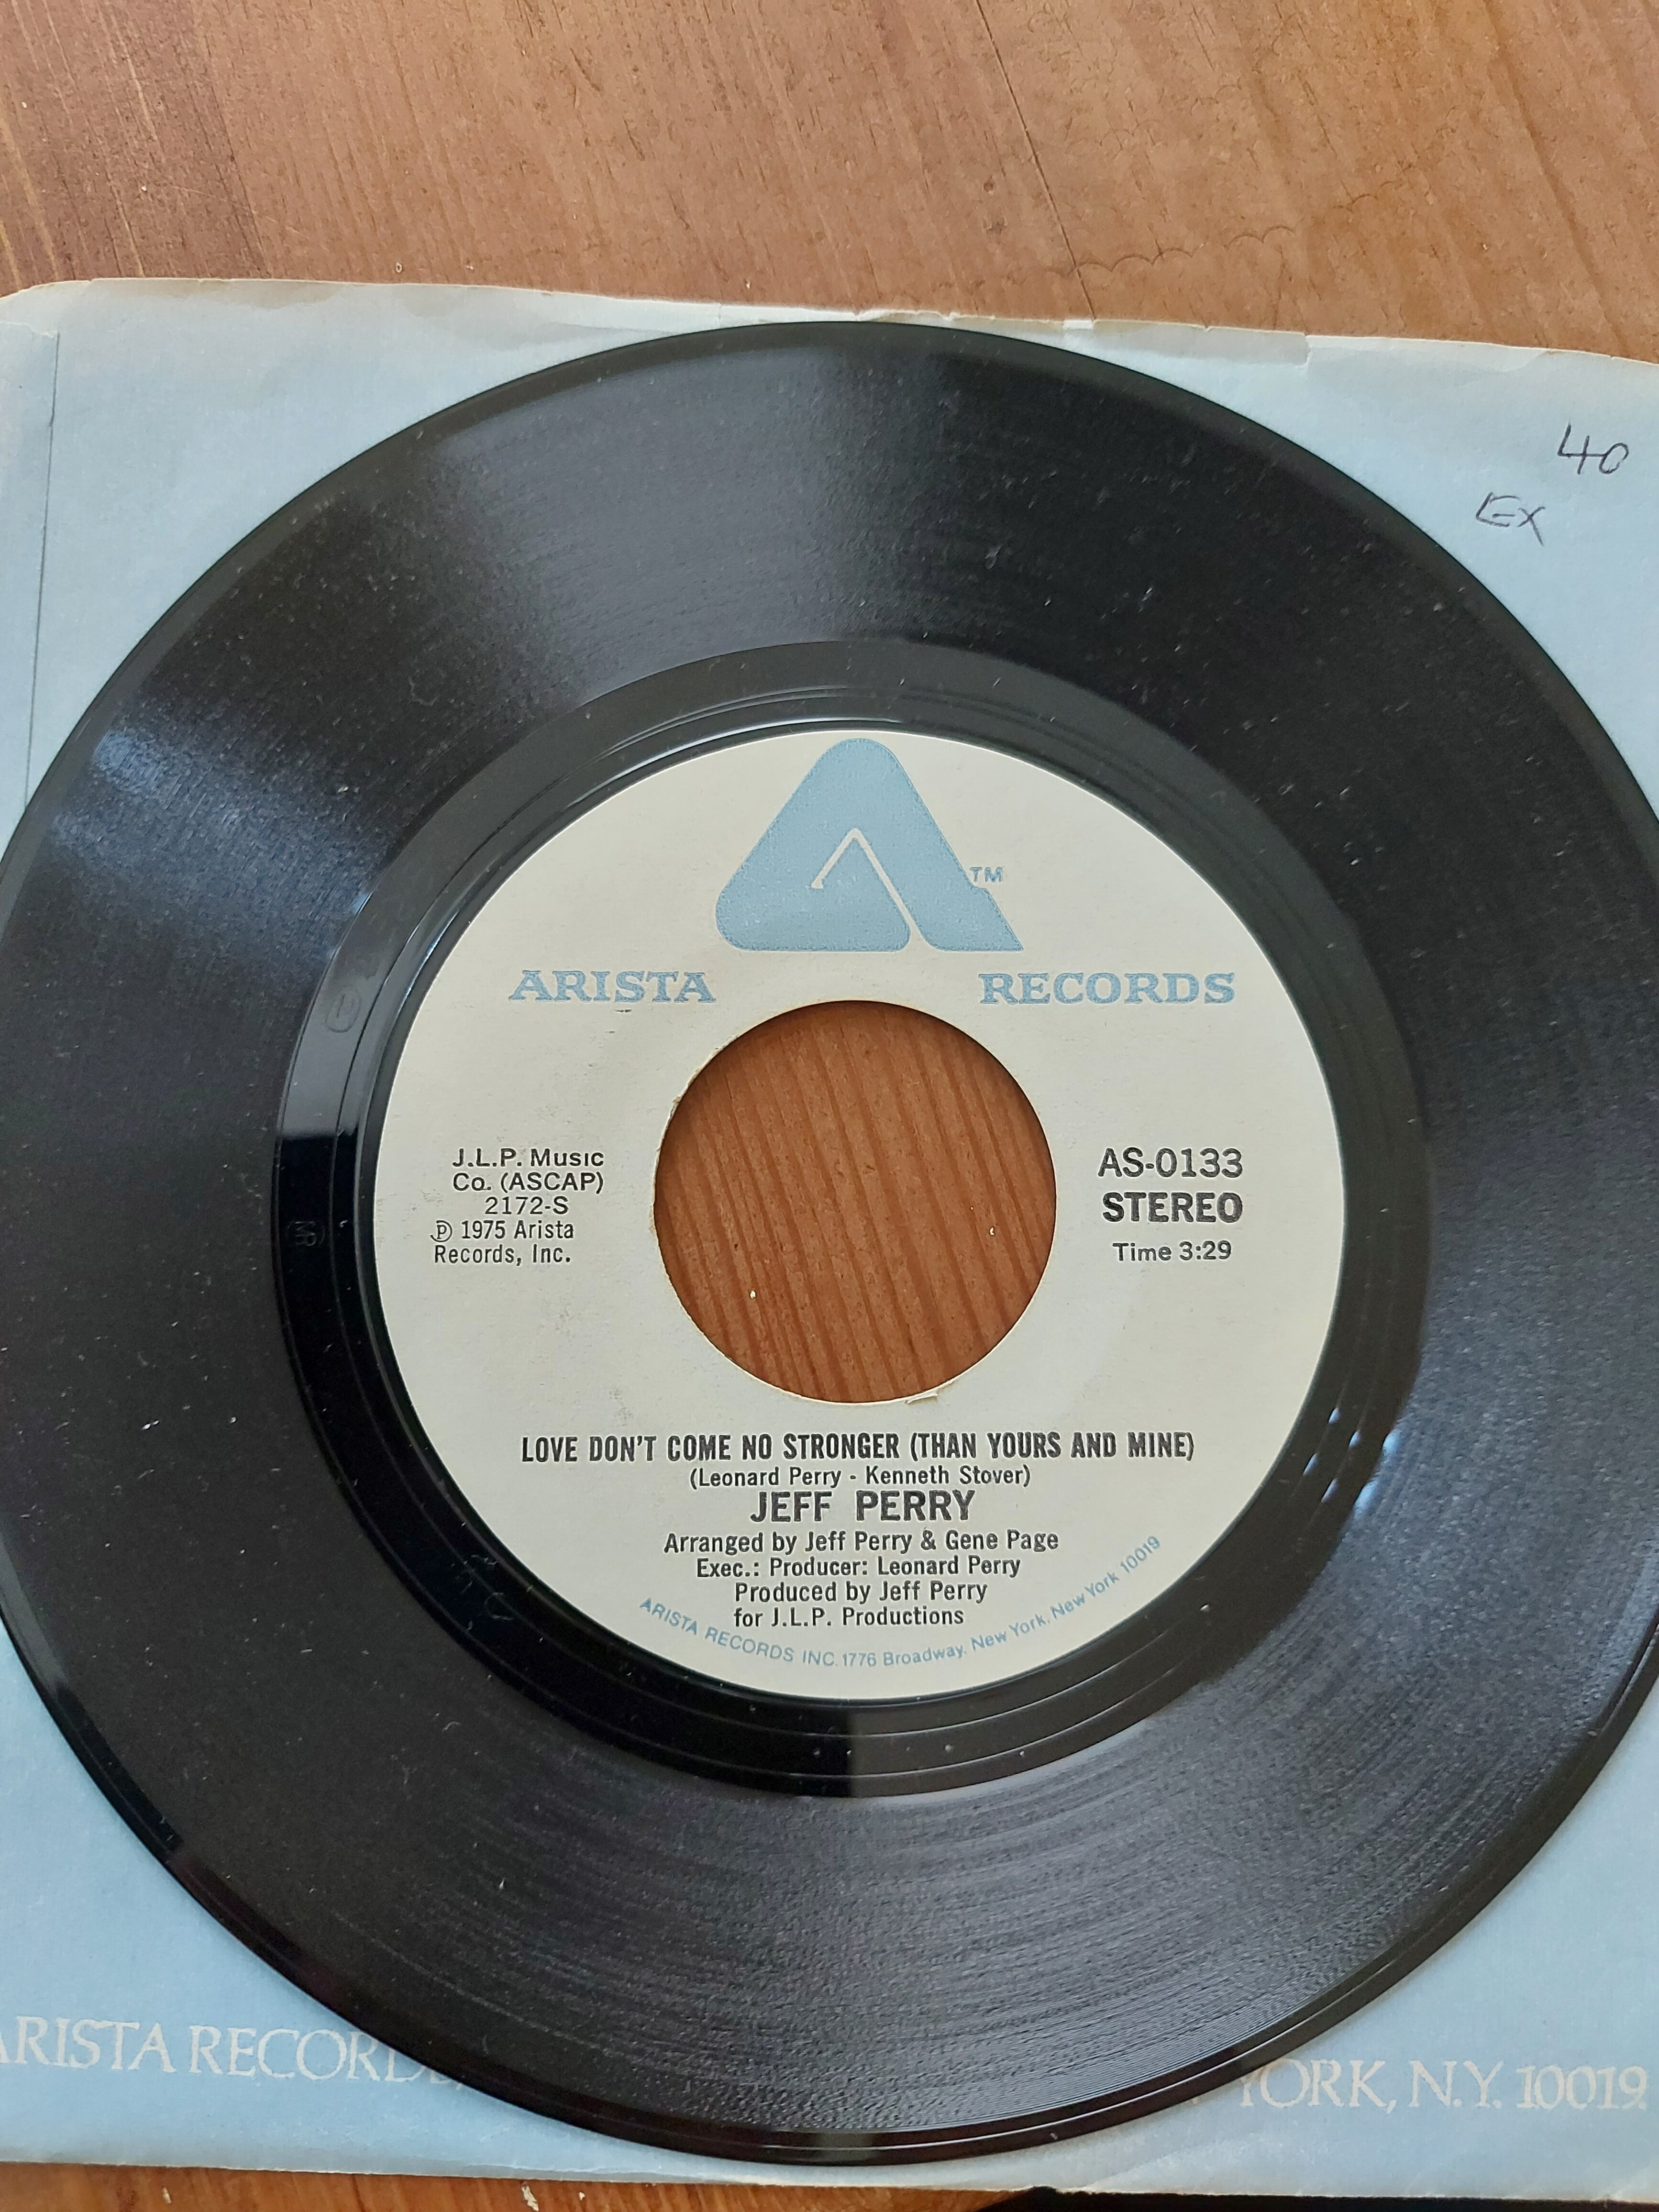 40
EX
TM
ARISTA RECORDS
J.L.P. Music
Co. (ASCAP)
2172-S
Ⓟ 1975 Arista
Records, Inc.
AS-0133
STEREO
Time 3:29
LOVE DON'T COME NO STRONGER (THAN YOURS AND MINE)
(Leonard Perry - Kenneth Stover)
JEFF PERRY
Arranged by Jeff Perry & Gene Page
Exec.: Producer: Leonard Perry
Produced by Jeff Perry
for J.L.P. Productions
ARISTA RECORDS INC. 1776 Broadway, New York, New York 10019
ARISTA RECORDS
YORK, N.Y. 10019